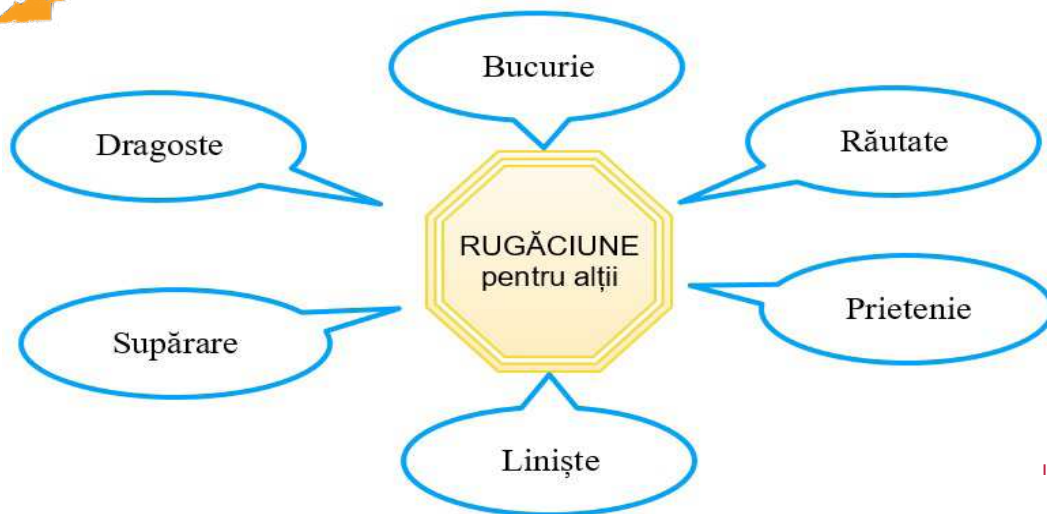 Bucurie
Dragoste
Răutate
RUGĂCIUNE
pentru alții
Supărare
Prietenie
Liniște